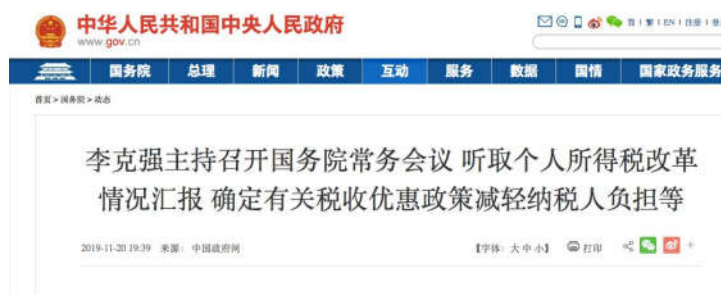 中华人民共和国中央人民政府
www.gov.cn
简 | 繁 | EN | 注册
国务院 总理 新闻 政策 互动 服务 数据 国情 国家政务服务
首页 > 国务院 > 动态
李克强主持召开国务院常务会议 听取个人所得税改革
情况汇报 确定有关税收优惠政策减轻纳税人负担等
2019-11-20 19:39 来源： 中国政府网 【字体：大 中 小】 打印